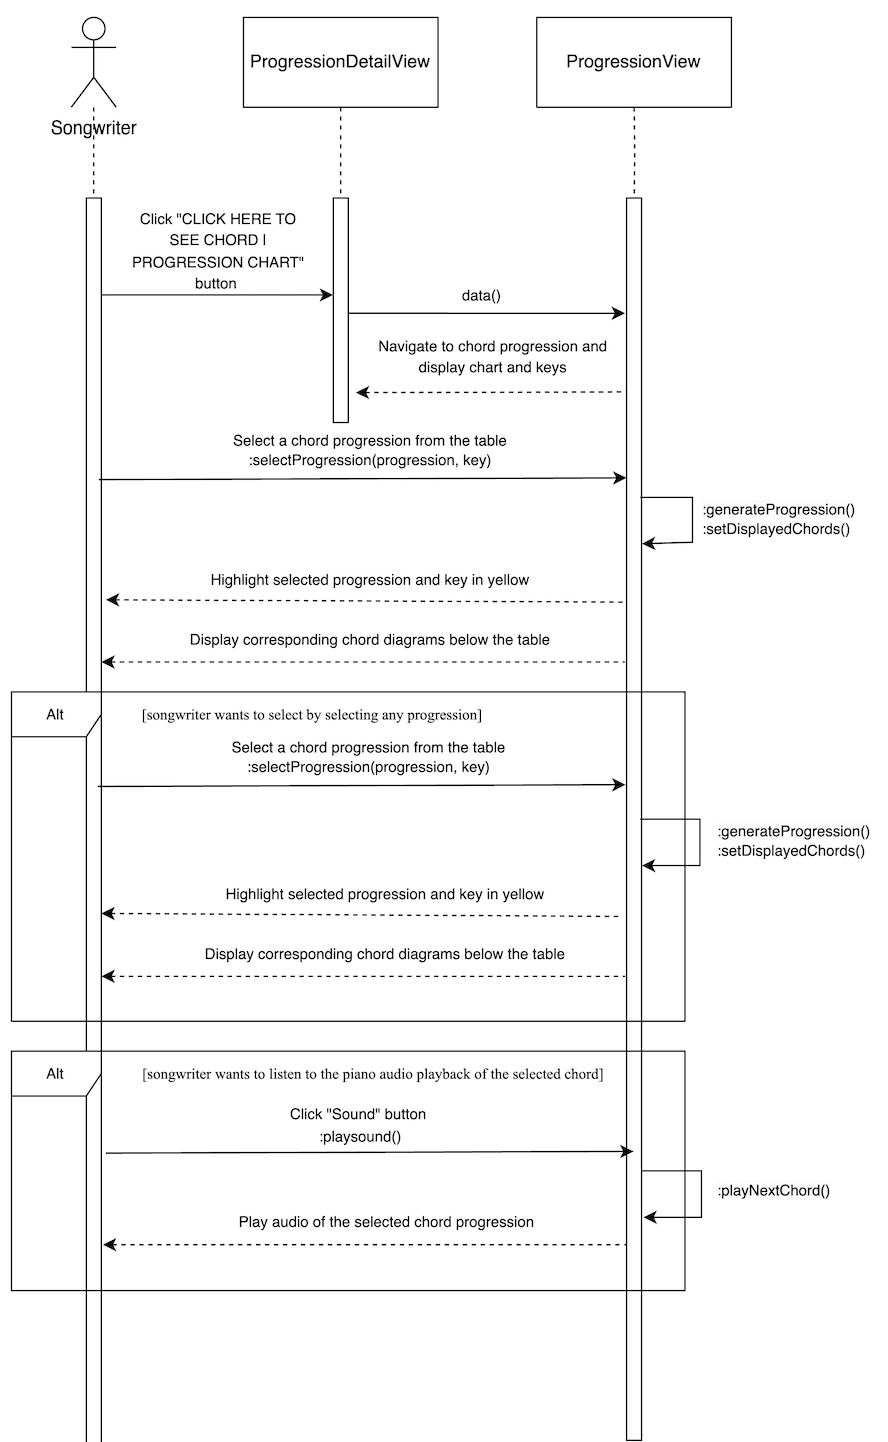 ProgressionDetailView
ProgressionView
Songwriter
Click "CLICK HERE TO
SEE CHORD |
PROGRESSION CHART"
button
data()
Navigate to chord progression and
display chart and keys
Select a chord progression from the table
:selectProgression(progression, key)
:generateProgression()
:setDisplayedChords()
Highlight selected progression and key in yellow
Display corresponding chord diagrams below the table
Alt
[songwriter wants to select by selecting any progression]
Select a chord progression from the table
:selectProgression(progression, key)
:generateProgression()
:setDisplayedChords()
Highlight selected progression and key in yellow
Display corresponding chord diagrams below the table
Alt
[songwriter wants to listen to the piano audio playback of the selected chord]
Click "Sound" button
:playsound()
:playNextChord()
Play audio of the selected chord progression